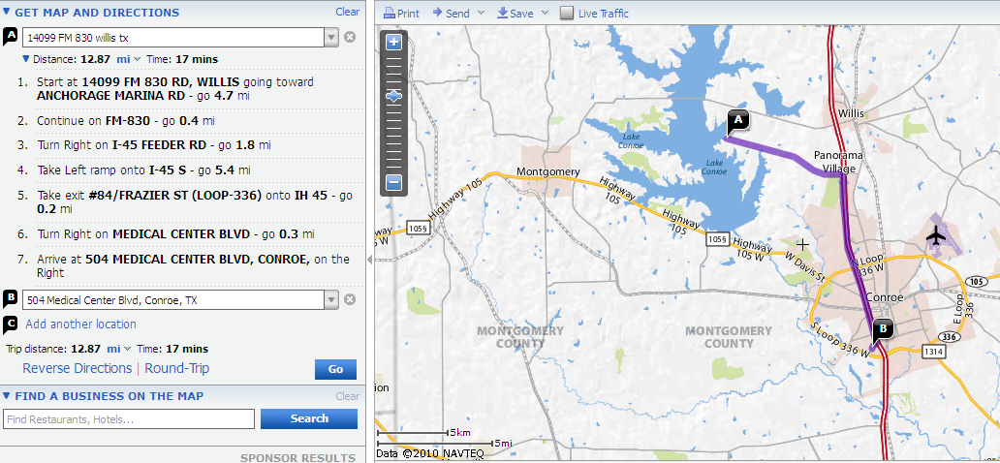 GET MAP AND DIRECTIONS
Clear
A
14099 FM 830 willis tx
Distance: 12.87 mi Time: 17 mins
1. Start at 14099 FM 830 RD, WILLIS going toward
ANCHORAGE MARINA RD - go 4.7 mi
2. Continue on FM-830 - go 0.4 mi
3. Turn Right on I-45 FEEDER RD - go 1.8 mi
4. Take Left ramp onto I-45 S - go 5.4 mi
5. Take exit #84/FRAZIER ST (LOOP-336) onto IH 45 - go
0.2 mi
6. Turn Right on MEDICAL CENTER BLVD - go 0.3 mi
7. Arrive at 504 MEDICAL CENTER BLVD, CONROE, on the
Right
B
504 Medical Center Blvd, Conroe, TX
C
Add another location
Trip distance: 12.87 mi Time: 17 mins
Reverse Directions | Round-Trip
Go
FIND A BUSINESS ON THE MAP
Clear
Find Restaurants, Hotels...
Search
SPONSOR RESULTS
Print
Send
Save
Live Traffic
A
Willis
Lake
Conroe
Panorama
Village
Lake
Conroe
Montgomery
Highway
105
Highway 105
Highway
105
way
5 W
105§
105§
Highway
105 W
W Davis St
N Loop
336 W
105
Conroe
E Loop
336
B
S Loop 336 W
336
1314
MONTGOMERY
COUNTY
MONTGOMERY
COUNTY
ion
5km
5mi
Data ©2010 NAVTEQ